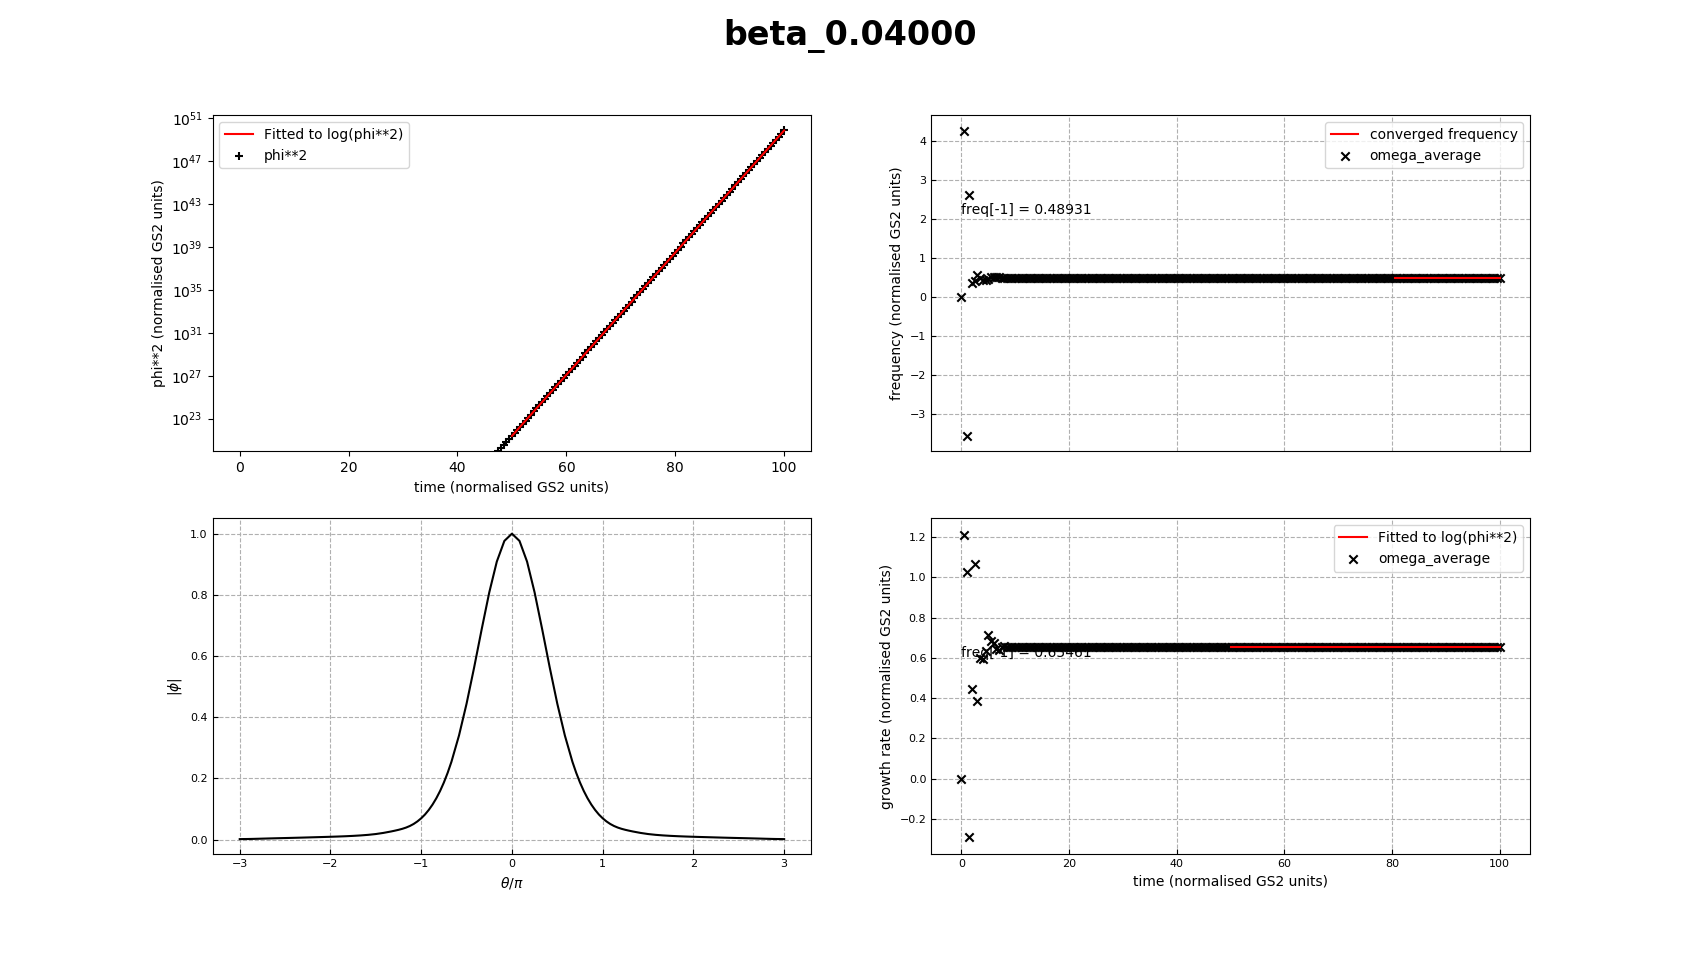 beta_0.04000
10^51
10^47
10^43
10^39
10^35
10^31
10^27
10^23
phi**2 (normalised GS2 units)
Fitted to log(phi**2)
phi**2
0 20 40 60 80 100
time (normalised GS2 units)
4
3
2
1
0
−1
−2
−3
frequency (normalised GS2 units)
converged frequency
omega_average
freq[-1] = 0.48931
1.0
0.8
0.6
0.4
0.2
0.0
|ϕ|
−3 −2 −1 0 1 2 3
θ/π
1.2
1.0
0.8
0.6
0.4
0.2
0.0
−0.2
growth rate (normalised GS2 units)
Fitted to log(phi**2)
omega_average
freq[-1] = 0.65461
0 20 40 60 80 100
time (normalised GS2 units)